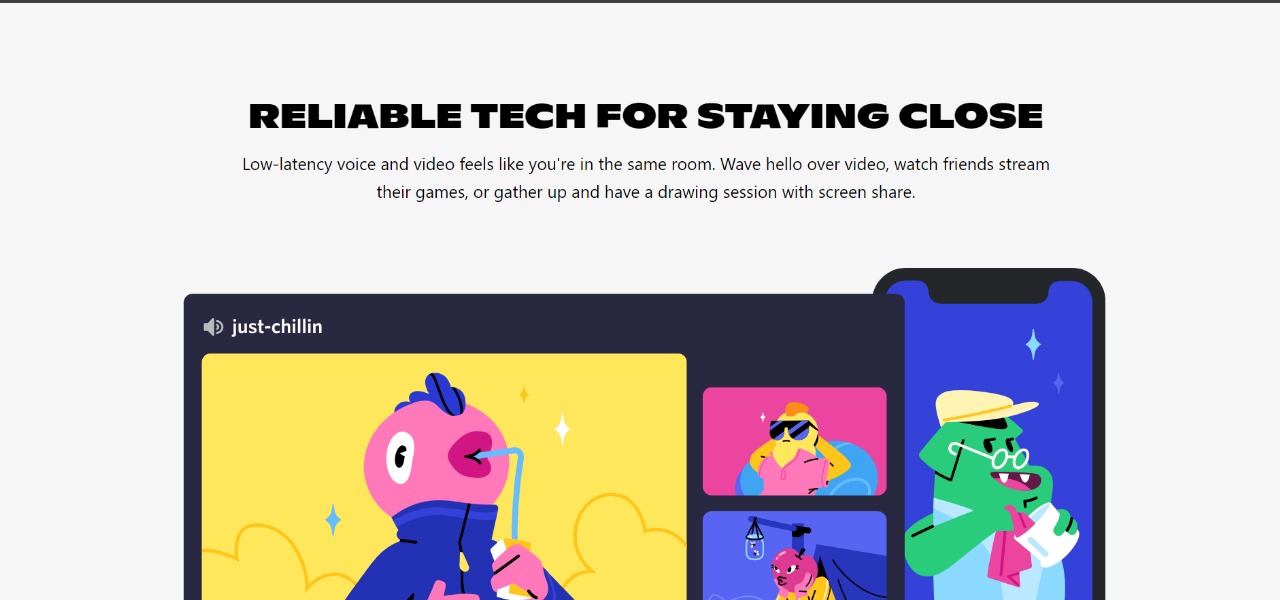 RELIABLE TECH FOR STAYING CLOSE
Low-latency voice and video feels like you're in the same room. Wave hello over video, watch friends stream
their games, or gather up and have a drawing session with screen share.
just-chillin